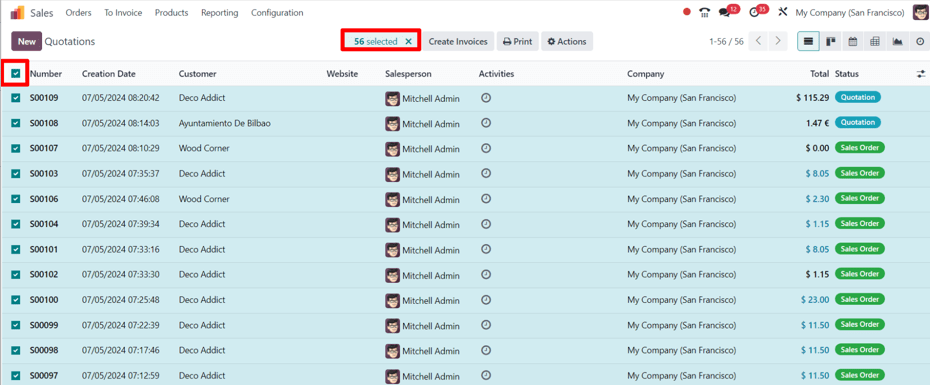 Sales Orders To Invoice Products Reporting Configuration 12 35 My Company (San Francisco)
New Quotations 56 selected × Create Invoices Print Actions 1-56 / 56
Number Creation Date Customer Website Salesperson Activities Company Total Status
S00109 07/05/2024 08:20:42 Deco Addict Mitchell Admin My Company (San Francisco) $ 115.29 Quotation
S00108 07/05/2024 08:14:03 Ayuntamiento De Bilbao Mitchell Admin My Company (San Francisco) 1.47 € Quotation
S00107 07/05/2024 08:10:29 Wood Corner Mitchell Admin My Company (San Francisco) $ 0.00 Sales Order
S00103 07/05/2024 07:35:37 Deco Addict Mitchell Admin My Company (San Francisco) $ 8.05 Sales Order
S00106 07/05/2024 07:46:08 Wood Corner Mitchell Admin My Company (San Francisco) $ 2.30 Sales Order
S00104 07/05/2024 07:39:34 Deco Addict Mitchell Admin My Company (San Francisco) $ 1.15 Sales Order
S00101 07/05/2024 07:33:16 Deco Addict Mitchell Admin My Company (San Francisco) $ 8.05 Sales Order
S00102 07/05/2024 07:33:30 Deco Addict Mitchell Admin My Company (San Francisco) $ 1.15 Sales Order
S00100 07/05/2024 07:25:48 Deco Addict Mitchell Admin My Company (San Francisco) $ 23.00 Sales Order
S00099 07/05/2024 07:22:39 Deco Addict Mitchell Admin My Company (San Francisco) $ 11.50 Sales Order
S00098 07/05/2024 07:17:46 Deco Addict Mitchell Admin My Company (San Francisco) $ 11.50 Sales Order
S00097 07/05/2024 07:12:59 Deco Addict Mitchell Admin My Company (San Francisco) $ 11.50 Sales Order